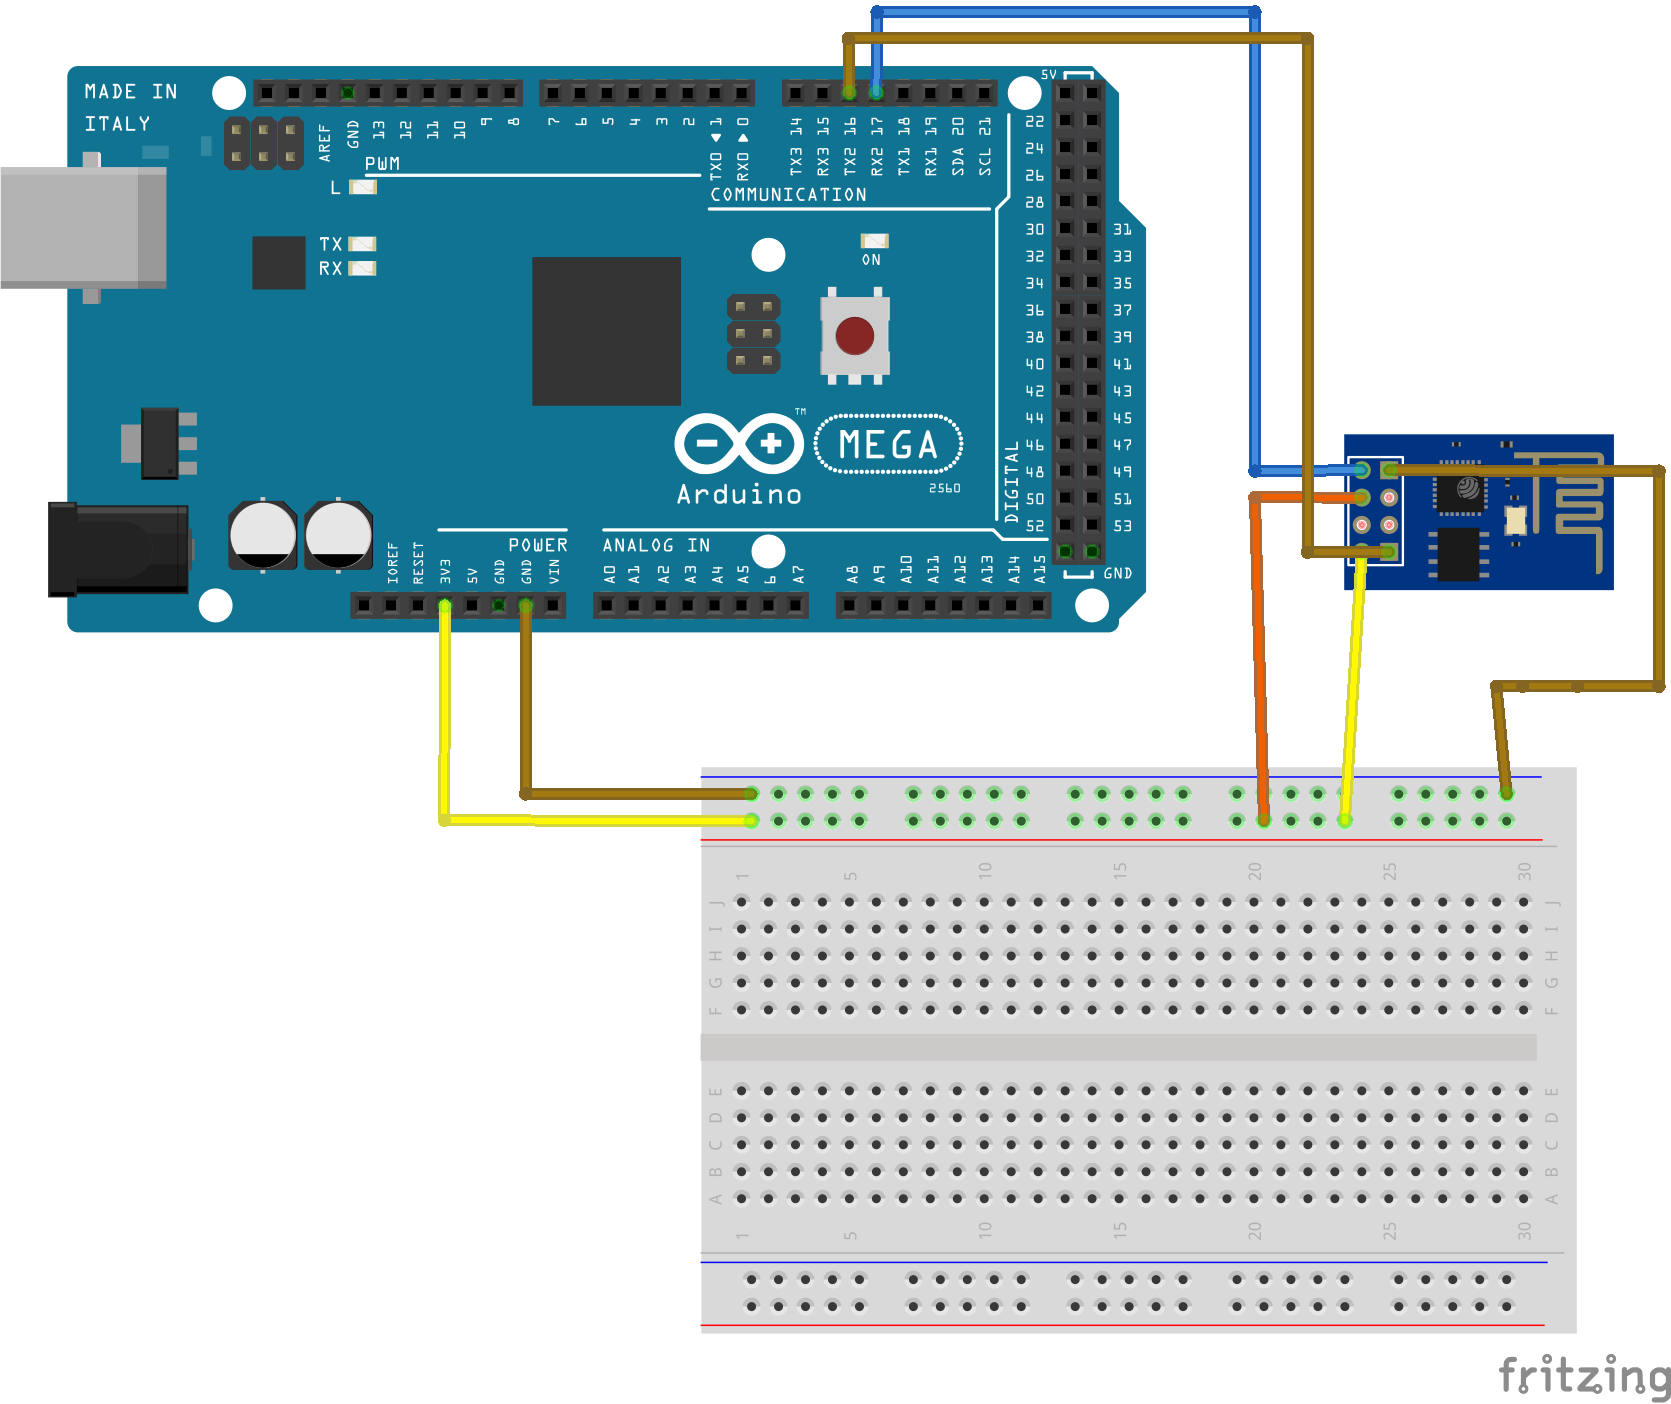 MADE IN
ITALY
AREF
GND
13
12
11
10
9
8
7
6
5
4
3
2
TX0 1
RX0 0
TX3 14
RX3 15
TX2 16
RX2 17
TX1 18
RX1 19
SDA 20
SCL 21
5V
PWM
L
COMMUNICATION
TX
RX
ON
22
24
26
28
30 31
32 33
34 35
36 37
38 39
40 41
42 43
44 45
46 47
48 49
50 51
52 53
DIGITAL
GND
TM
MEGA
Arduino
2560
POWER
ANALOG IN
IOREF
RESET
3V3
5V
GND
GND
VIN
A0
A1
A2
A3
A4
A5
6
A7
A8
A9
A10
A11
A12
A13
A14
A15
1 5 10 15 20 25 30
J J
I I
H H
G G
F F
E E
D D
C C
B B
A A
1 5 10 15 20 25 30
fritzing